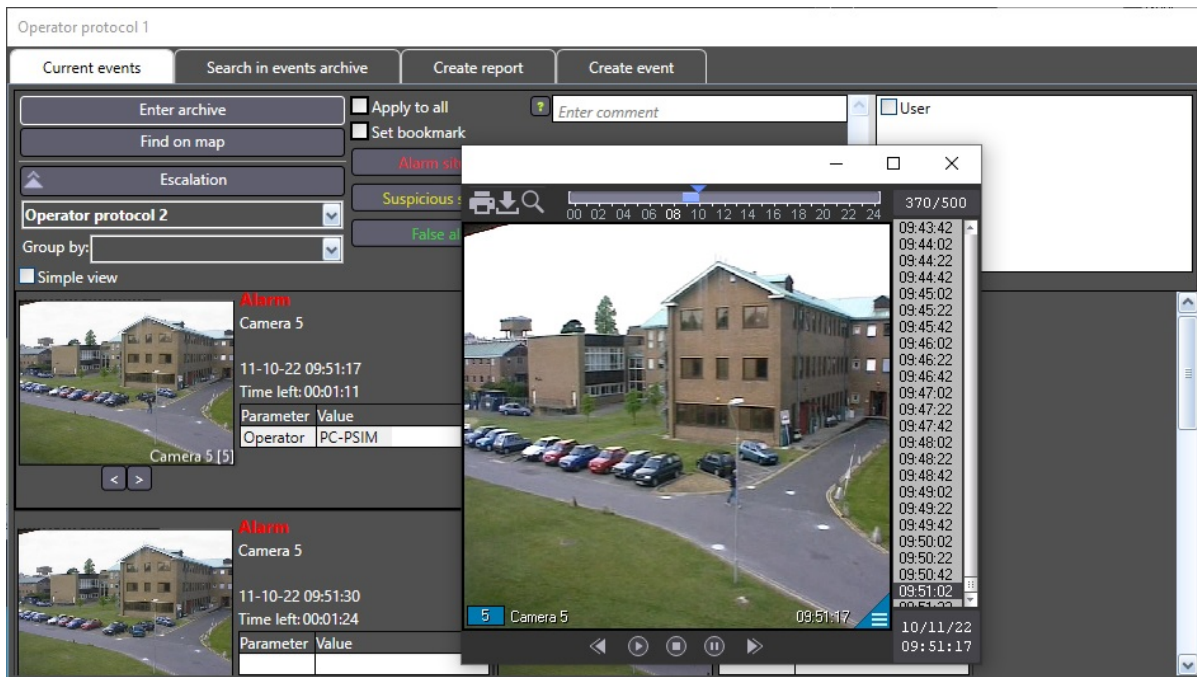 Operator protocol 1
Current events
Search in events archive
Create report
Create event
Enter archive
Find on map
Escalation
Operator protocol 2
Group by:
Simple view
Apply to all
Set bookmark
? Enter comment
Alarm sit
Suspicious s
False al
User
Alarm
Camera 5
11-10-22 09:51:17
Time left: 00:01:11
Parameter Value
Operator PC-PSIM
Camera 5 [5]
< >
Alarm
Camera 5
11-10-22 09:51:30
Time left: 00:01:24
Parameter Value
00 02 04 06 08 10 12 14 16 18 20 22 24
370/500
09:43:42
09:44:02
09:44:22
09:44:42
09:45:02
09:45:22
09:45:42
09:46:02
09:46:22
09:46:42
09:47:02
09:47:22
09:47:42
09:48:02
09:48:22
09:48:42
09:49:02
09:49:22
09:49:42
09:50:02
09:50:22
09:50:42
09:51:02
5 Camera 5 09:51:17
10/11/22
09:51:17